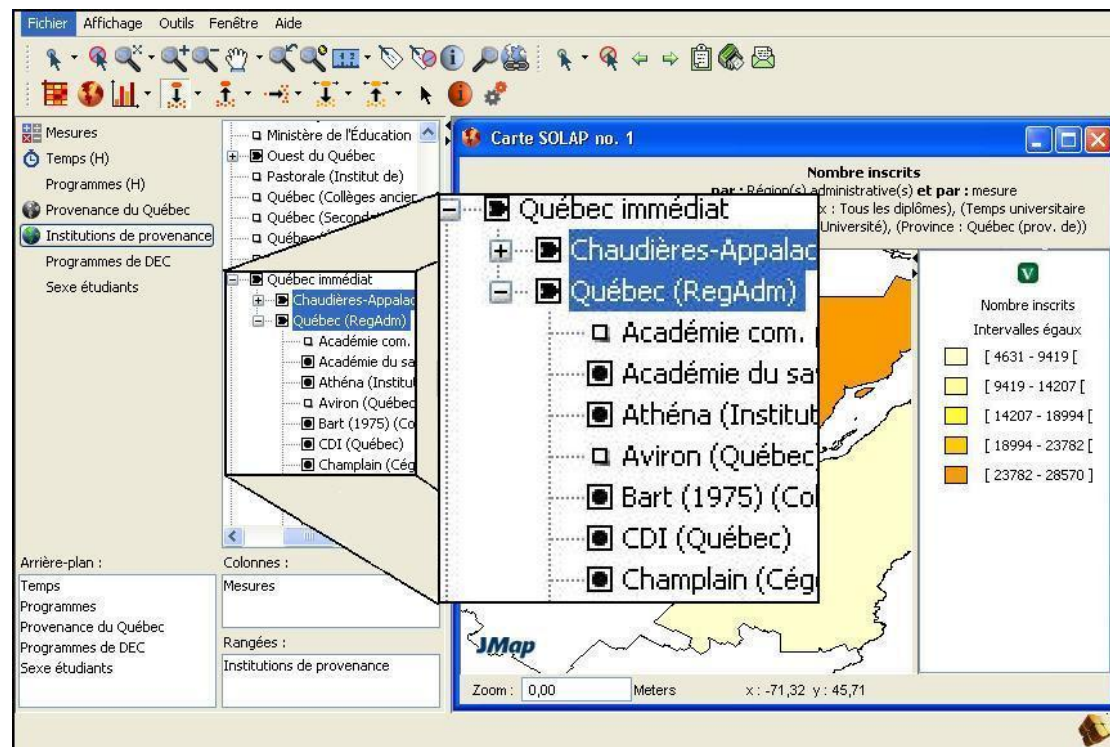 Fichier Affichage Outils Fenêtre Aide
Mesures
Temps (H)
Programmes (H)
Provenance du Québec
Institutions de provenance
Programmes de DEC
Sexe étudiants
Ministère de l'Éducation
Ouest du Québec
Pastorale (Institut de)
Québec (Collèges ancien
Québec (Second
Québec
Québec immédiat
Chaudières-Appalac
Québec (RegAdm)
Académie com.
Académie du sa
Athéna (Institut
Aviron (Québec
Bart (1975) (Co
CDI (Québec)
Champlain (Cég
Québec immédiat
Chaudières-Appalac
Québec (RegAdm)
Académie com.
Académie du sa
Athéna (Institut
Aviron (Québec
Bart (1975) (Col
CDI (Québec)
Champlain (Cég
Arrière-plan :
Temps
Programmes
Provenance du Québec
Programmes de DEC
Sexe étudiants
Colonnes :
Mesures
Rangées :
Institutions de provenance
Carte SOLAP no. 1
Nombre inscrits
par : Région(s) administrative(s) et par : mesure
x : Tous les diplômes), (Temps universitaire
Université), (Province : Québec (prov. de))
V
Nombre inscrits
Intervalles égaux
[ 4631 - 9419 [
[ 9419 - 14207 [
[ 14207 - 18994 [
[ 18994 - 23782 [
[ 23782 - 28570 ]
JMap
Zoom : 0,00 Meters x : -71,32 y : 45,71